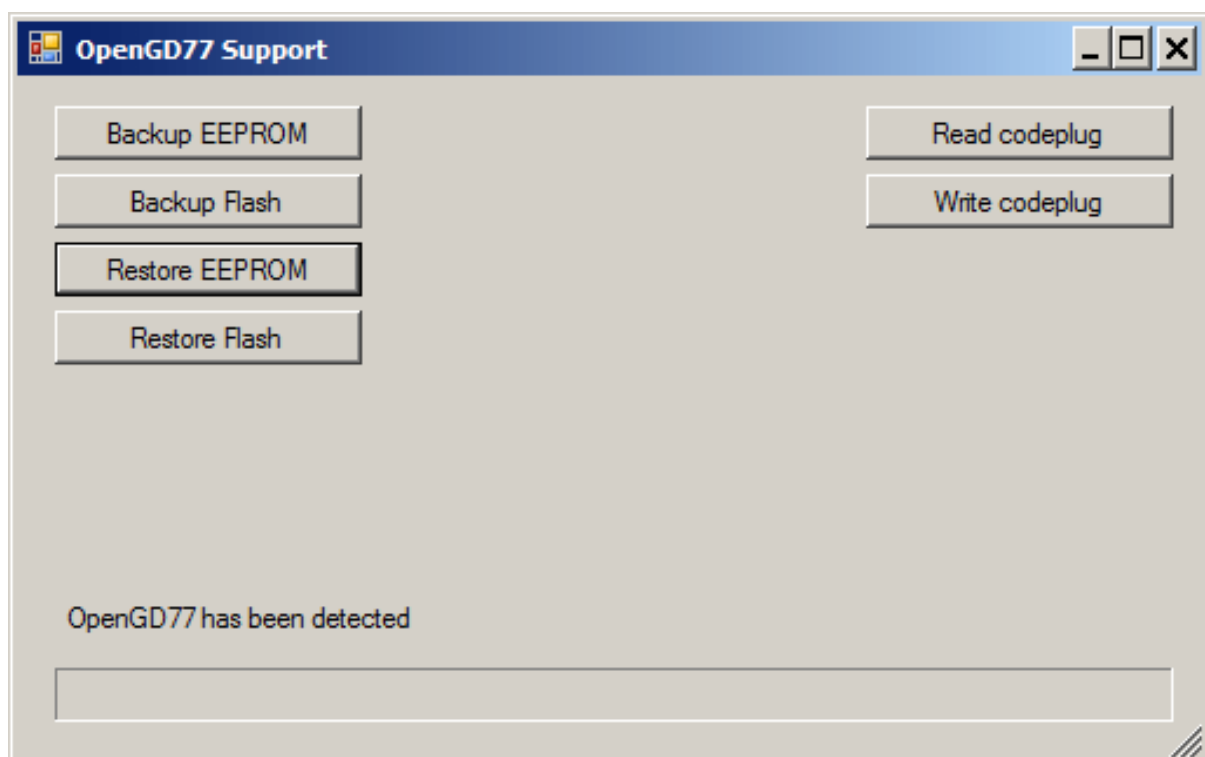 OpenGD77 Support
Backup EEPROM
Read codeplug
Backup Flash
Write codeplug
Restore EEPROM
Restore Flash
OpenGD77 has been detected